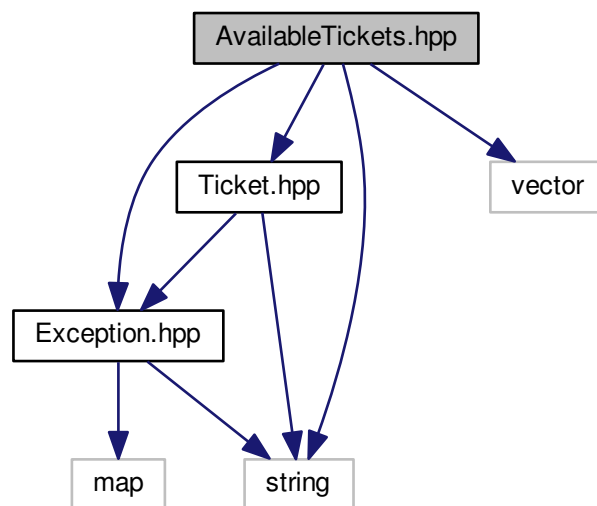 AvailableTickets.hpp
Ticket.hpp
vector
Exception.hpp
map
string